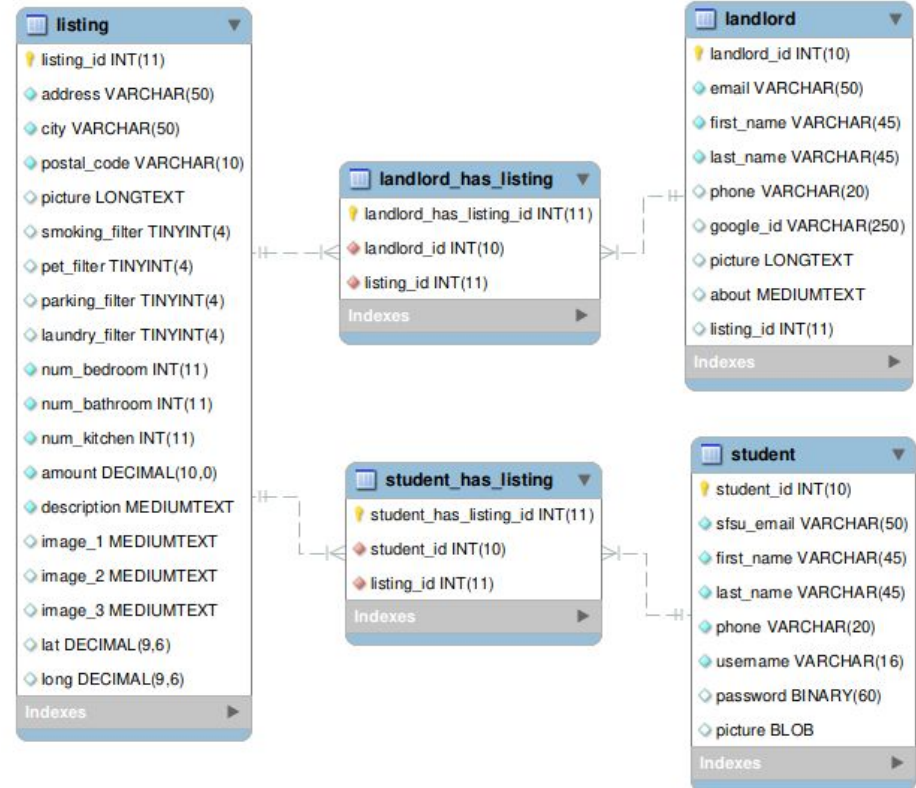 listing
listing_id INT(11)
address VARCHAR(50)
city VARCHAR(50)
postal_code VARCHAR(10)
picture LONGTEXT
smoking_filter TINYINT(4)
pet_filter TINYINT(4)
parking_filter TINYINT(4)
laundry_filter TINYINT(4)
num_bedroom INT(11)
num_bathroom INT(11)
num_kitchen INT(11)
amount DECIMAL(10,0)
description MEDIUMTEXT
image_1 MEDIUMTEXT
image_2 MEDIUMTEXT
image_3 MEDIUMTEXT
lat DECIMAL(9,6)
long DECIMAL(9,6)
Indexes
landlord_has_listing
landlord_has_listing_id INT(11)
landlord_id INT(10)
listing_id INT(11)
Indexes
landlord
landlord_id INT(10)
email VARCHAR(50)
first_name VARCHAR(45)
last_name VARCHAR(45)
phone VARCHAR(20)
google_id VARCHAR(250)
picture LONGTEXT
about MEDIUMTEXT
listing_id INT(11)
Indexes
student_has_listing
student_has_listing_id INT(11)
student_id INT(10)
listing_id INT(11)
Indexes
student
student_id INT(10)
sfsu_email VARCHAR(50)
first_name VARCHAR(45)
last_name VARCHAR(45)
phone VARCHAR(20)
username VARCHAR(16)
password BINARY(60)
picture BLOB
Indexes